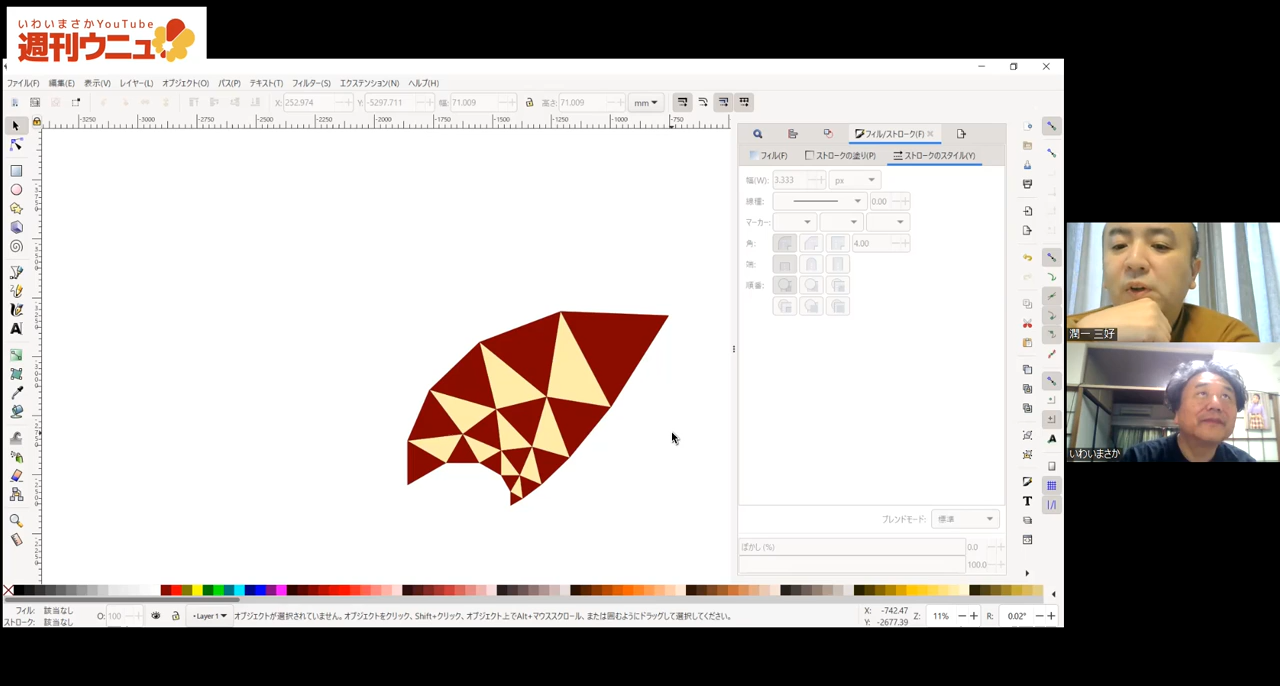 いわいまさかYouTube
週刊ウニュ
ファイル(F) 編集(E) 表示(V) レイヤー(L) オブジェクト(O) パス(P) テキスト(T) フィルター(S) エクステンション(N) ヘルプ(H)
X: 252.974 Y: -5297.711 幅: 71.009 高さ: 71.009 mm
-3250 -3000 -2750 -2500 -2250 -2000 -1750 -1500 -1250 -1000 -750
フィル/ストローク(F)
フィル(F) ストロークの塗り(P) ストロークのスタイル(Y)
幅(W): 3.333 px
線種: 0.00
マーカー:
角: 4.00
端:
順番:
潤一 三好
いわいまさか
ブレンドモード: 標準
ぼかし (%) 0.0
100.0
フィル: 該当なし
ストローク: 該当なし
O: 100
Layer 1
オブジェクトが選択されていません。オブジェクトをクリック、Shift+クリック、オブジェクト上でAlt+マウススクロール、または囲むようにドラッグして選択してください。
X: -742.47
Y: -2677.39
Z: 11% R: 0.02°